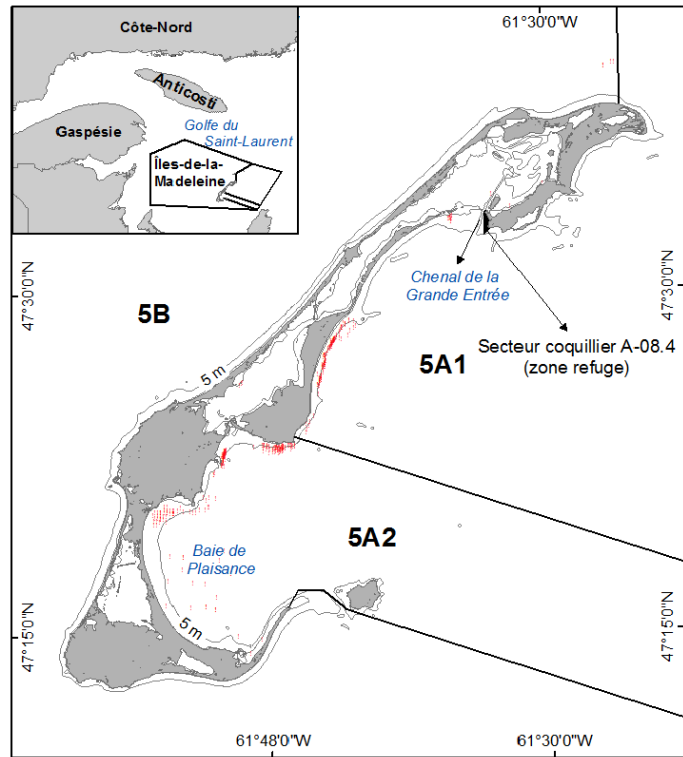 61°30'0"W
Côte-Nord
Anticosti
Golfe du
Saint-Laurent
Gaspésie
Îles-de-la-
Madeleine
Chenal de la
Grande Entrée
47°30'0"N
47°30'0"N
5B
Secteur coquillier A-08.4
(zone refuge)
5A1
5 m
5A2
Baie de
Plaisance
5 m
47°15'0"N
47°15'0"N
61°48'0"W
61°30'0"W